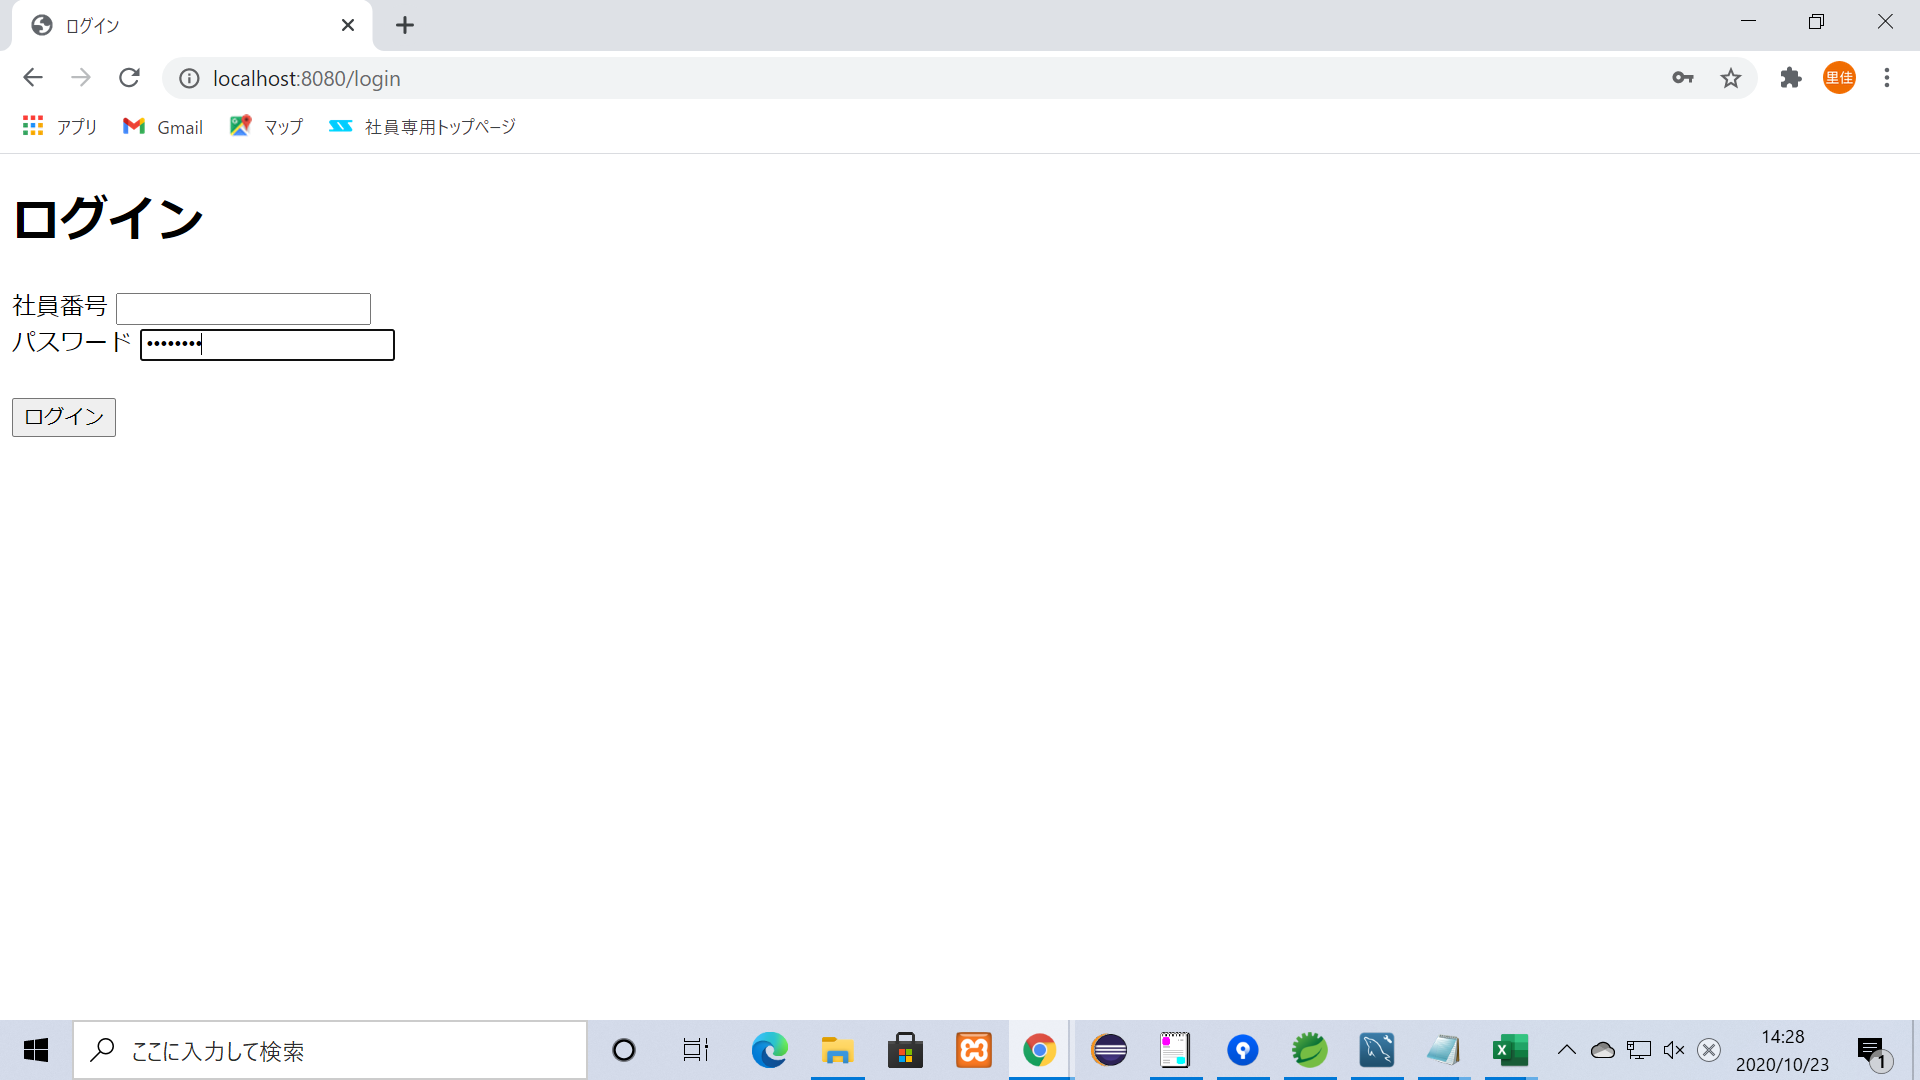 ログイン
localhost:8080/login
里佳
アプリ Gmail マップ 社員専用トップページ
ログイン
社員番号
パスワード ••••••••
ログイン
ここに入力して検索
14:28
2020/10/23
1